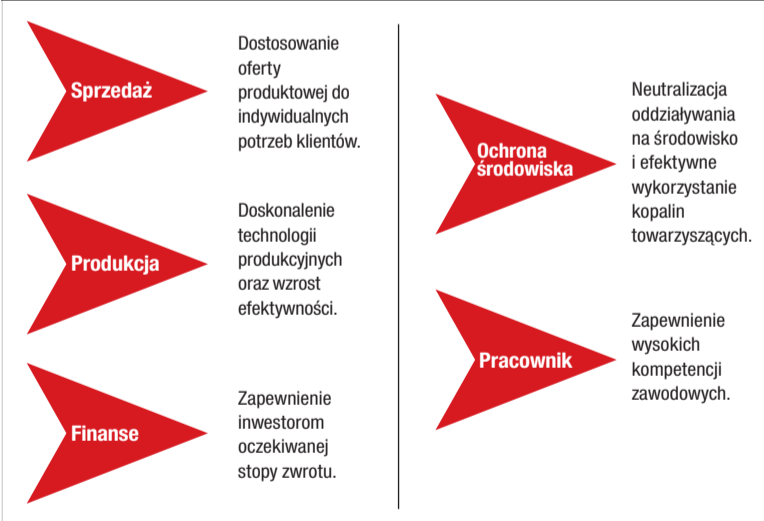 Sprzedaż
Dostosowanie
oferty
produktowej do
indywidualnych
potrzeb klientów.
Produkcja
Doskonalenie
technologii
produkcyjnych
oraz wzrost
efektywności.
Finanse
Zapewnienie
inwestorom
oczekiwanej
stopy zwrotu.
Ochrona
środowiska
Neutralizacja
oddziaływania
na środowisko
i efektywne
wykorzystanie
kopalin
towarzyszących.
Pracownik
Zapewnienie
wysokich
kompetencji
zawodowych.